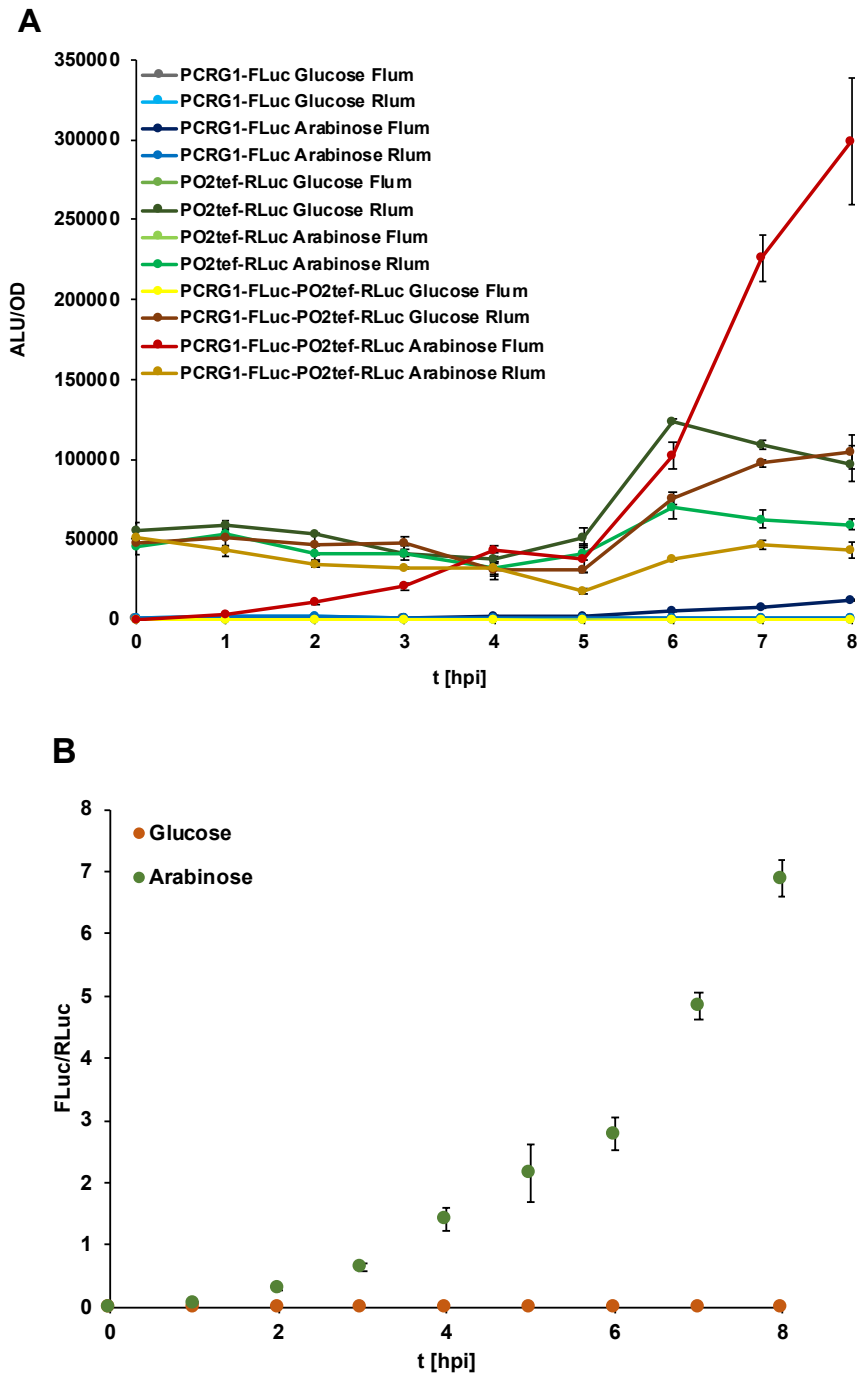 A
350000
300000
250000
200000
150000
100000
50000
0
ALU/OD
PCRG1-FLuc Glucose Flum
PCRG1-FLuc Glucose Rlum
PCRG1-FLuc Arabinose Flum
PCRG1-FLuc Arabinose Rlum
PO2tef-RLuc Glucose Flum
PO2tef-RLuc Glucose Rlum
PO2tef-RLuc Arabinose Flum
PO2tef-RLuc Arabinose Rlum
PCRG1-FLuc-PO2tef-RLuc Glucose Flum
PCRG1-FLuc-PO2tef-RLuc Glucose Rlum
PCRG1-FLuc-PO2tef-RLuc Arabinose Flum
PCRG1-FLuc-PO2tef-RLuc Arabinose Rlum
0 1 2 3 4 5 6 7 8
t [hpi]
B
8
7
6
5
4
3
2
1
0
FLuc/RLuc
Glucose
Arabinose
0 2 4 6 8
t [hpi]